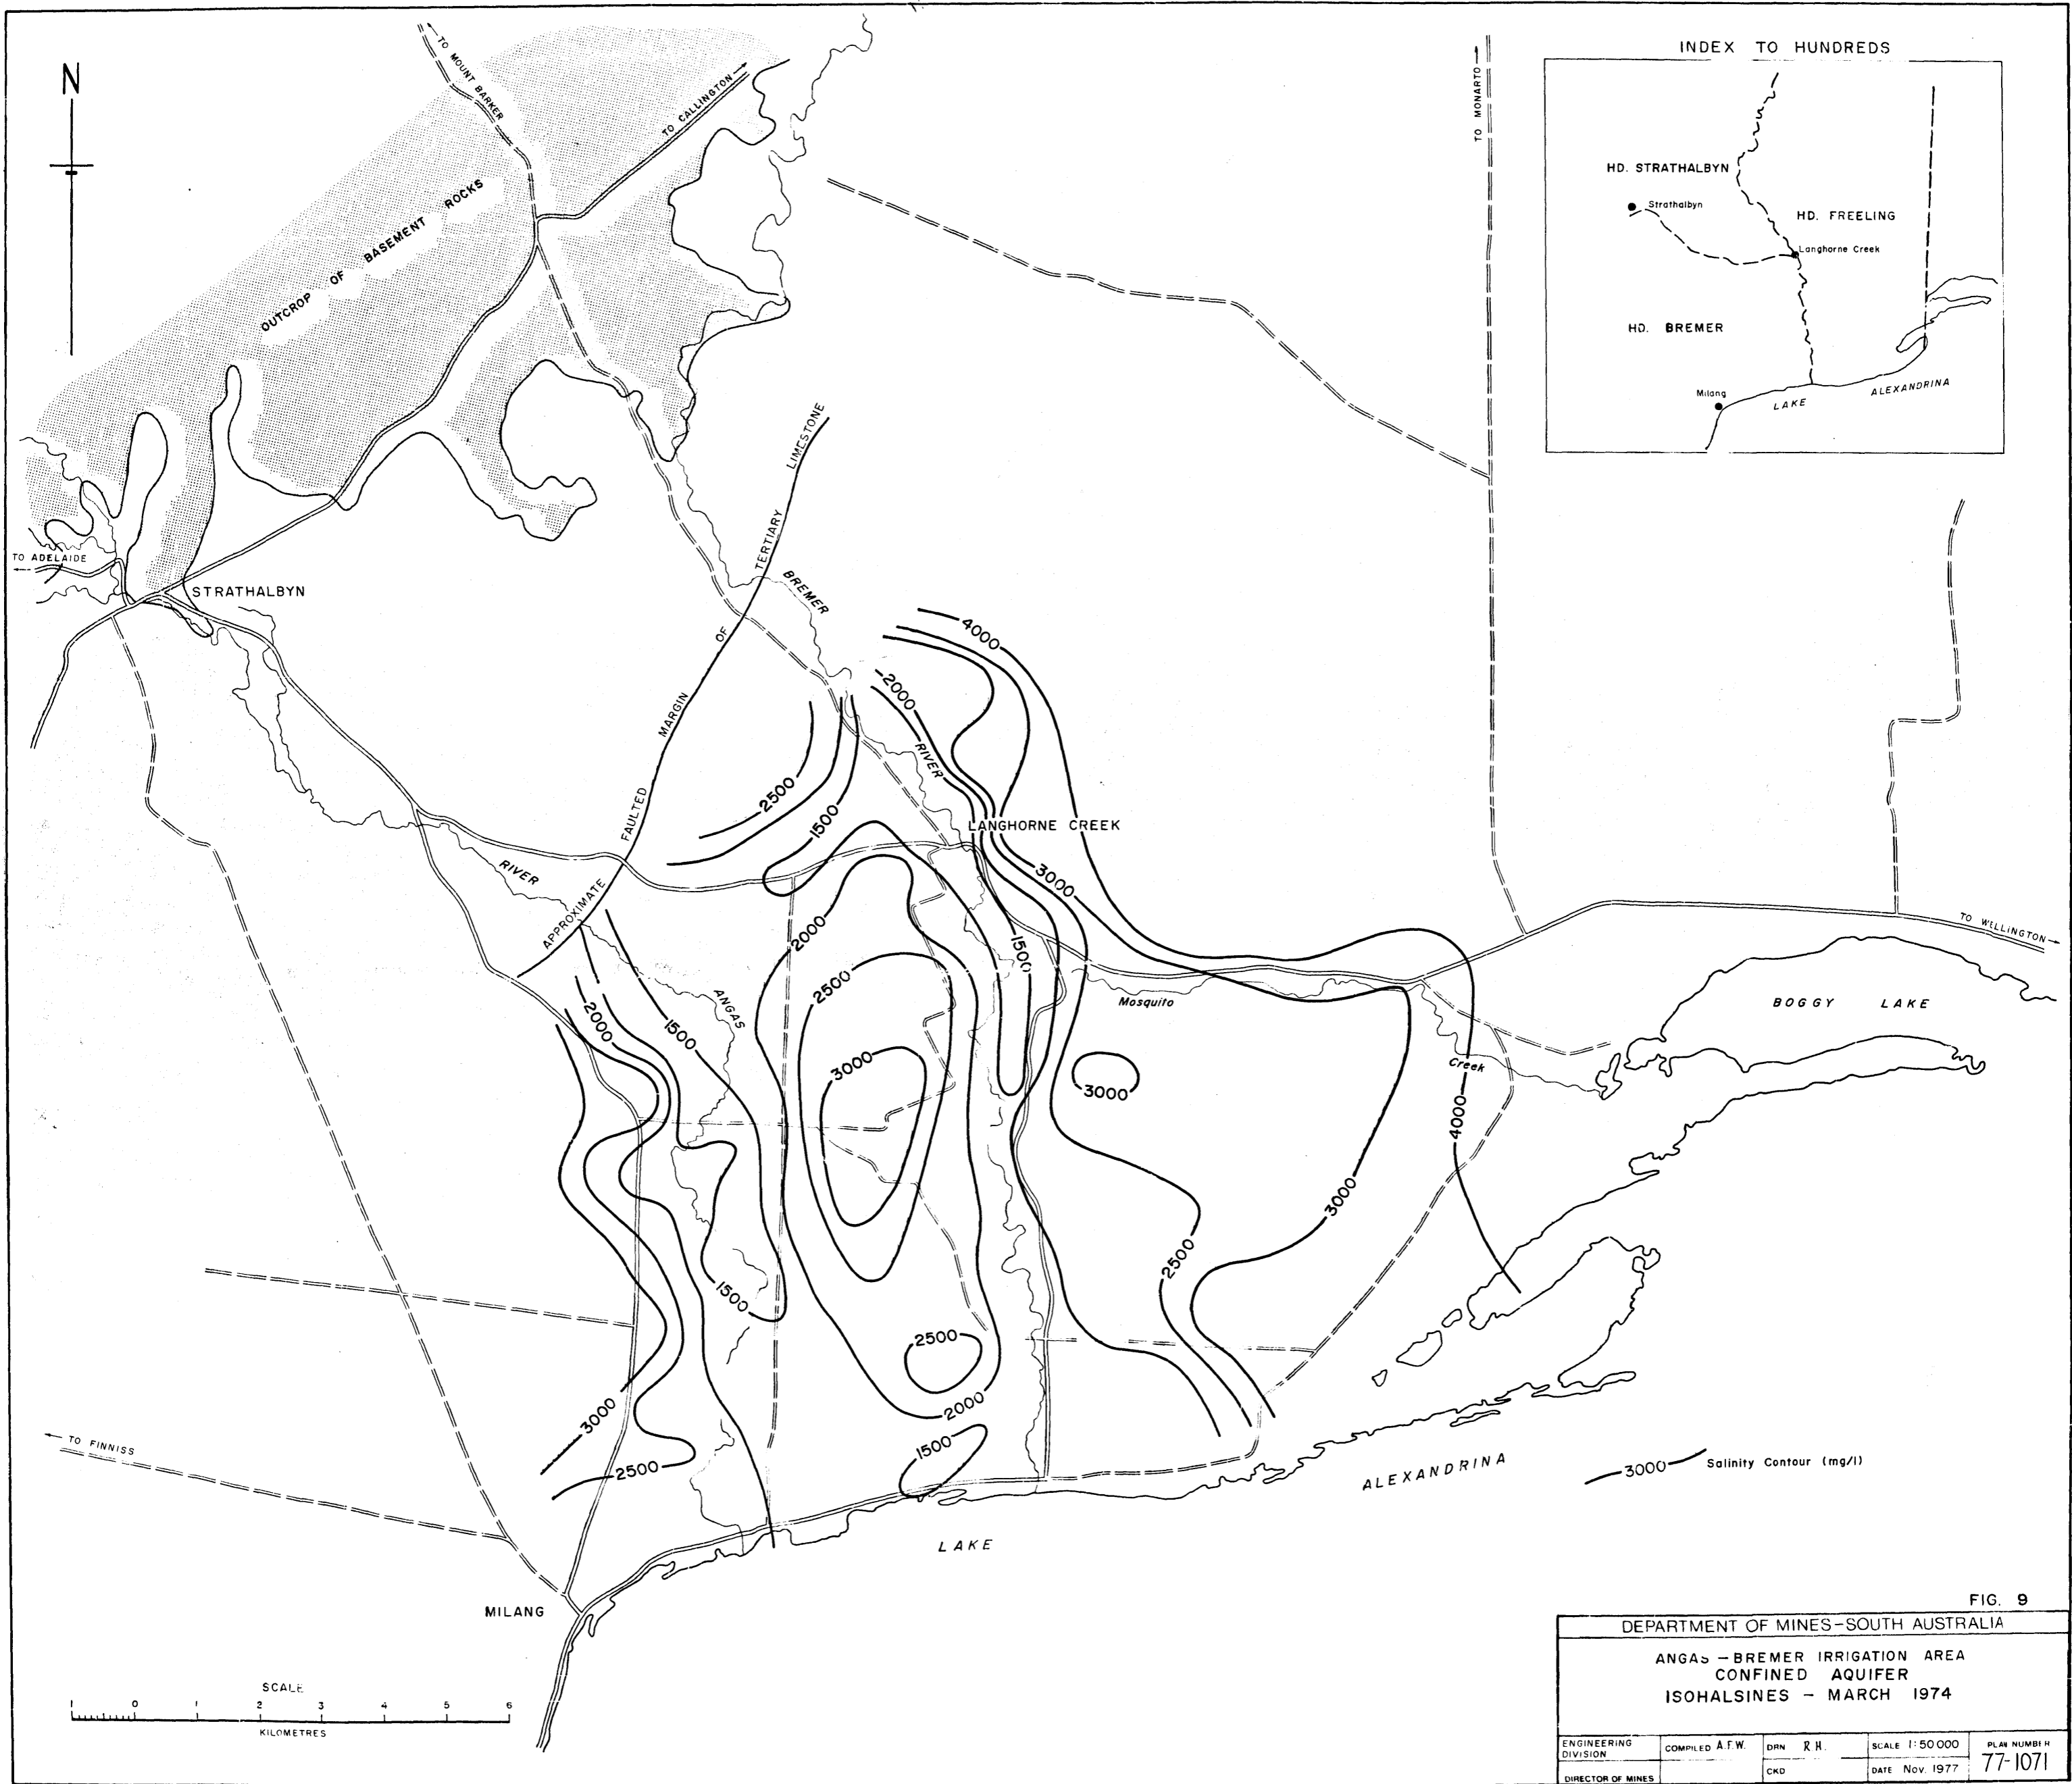 N
TO MOUNT BARKER
TO CALLINGTON
TO MONARTO
INDEX TO HUNDREDS
HD. STRATHALBYN
Strathalbyn
HD. FREELING
Langhorne Creek
HD. BREMER
Milang
LAKE ALEXANDRINA
OUTCROP OF BASEMENT ROCKS
TO ADELAIDE
STRATHALBYN
APPROXIMATE FAULTED MARGIN OF TERTIARY LIMESTONE
BREMER
RIVER
4000
2000
2500
1500
LANGHORNE CREEK
3000
RIVER
ANGAS
2000
1500
TO WELLINGTON
BOGGY LAKE
2500
Mosquito
Creek
2000
1500
3000
3000
4000
3000
2500
1500
2500
2000
3000
1500
2500
TO FINNISS
ALEXANDRINA
3000 Salinity Contour (mg/l)
LAKE
MILANG
SCALE
1 0 1 2 3 4 5 6
KILOMETRES
FIG. 9
DEPARTMENT OF MINES-SOUTH AUSTRALIA
ANGAS - BREMER IRRIGATION AREA
CONFINED AQUIFER
ISOHALSINES - MARCH 1974
ENGINEERING DIVISION
COMPILED A.F.W.
DRN R.H.
SCALE 1:50 000
PLAN NUMBER
77-1071
DIRECTOR OF MINES
CKD
DATE Nov. 1977